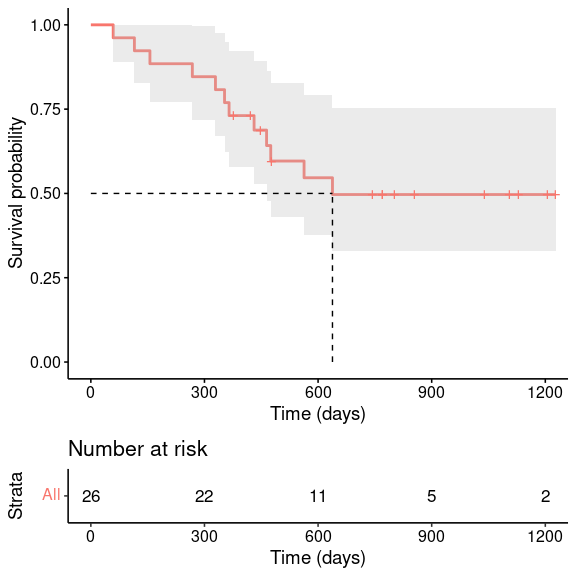 Survival probability
1.00
0.75
0.50
0.25
0.00
0 300 600 900 1200
Time (days)
Number at risk
Strata
All 26 22 11 5 2
0 300 600 900 1200
Time (days)